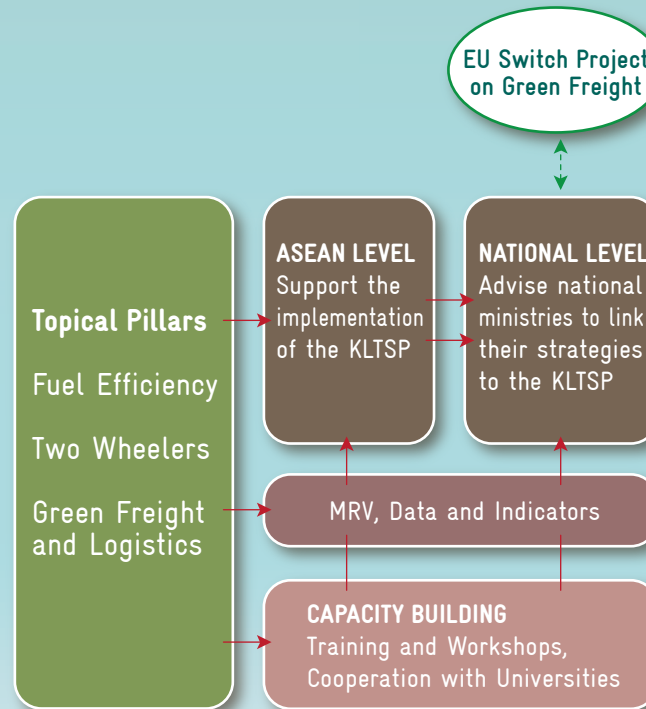 EU Switch Project
on Green Freight
Topical Pillars
Fuel Efficiency
Two Wheelers
Green Freight
and Logistics
ASEAN LEVEL
Support the
implementation
of the KLTSP
NATIONAL LEVEL
Advise national
ministries to link
their strategies
to the KLTSP
MRV, Data and Indicators
CAPACITY BUILDING
Training and Workshops,
Cooperation with Universities